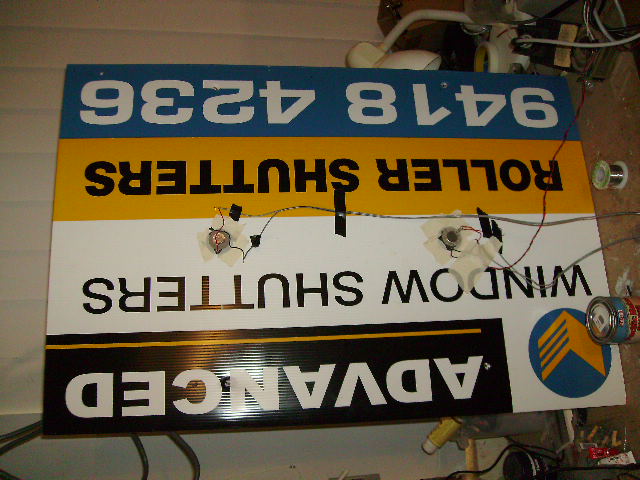 ADVANCED
WINDOW SHUTTERS
ROLLER SHUTTERS
9418 4236